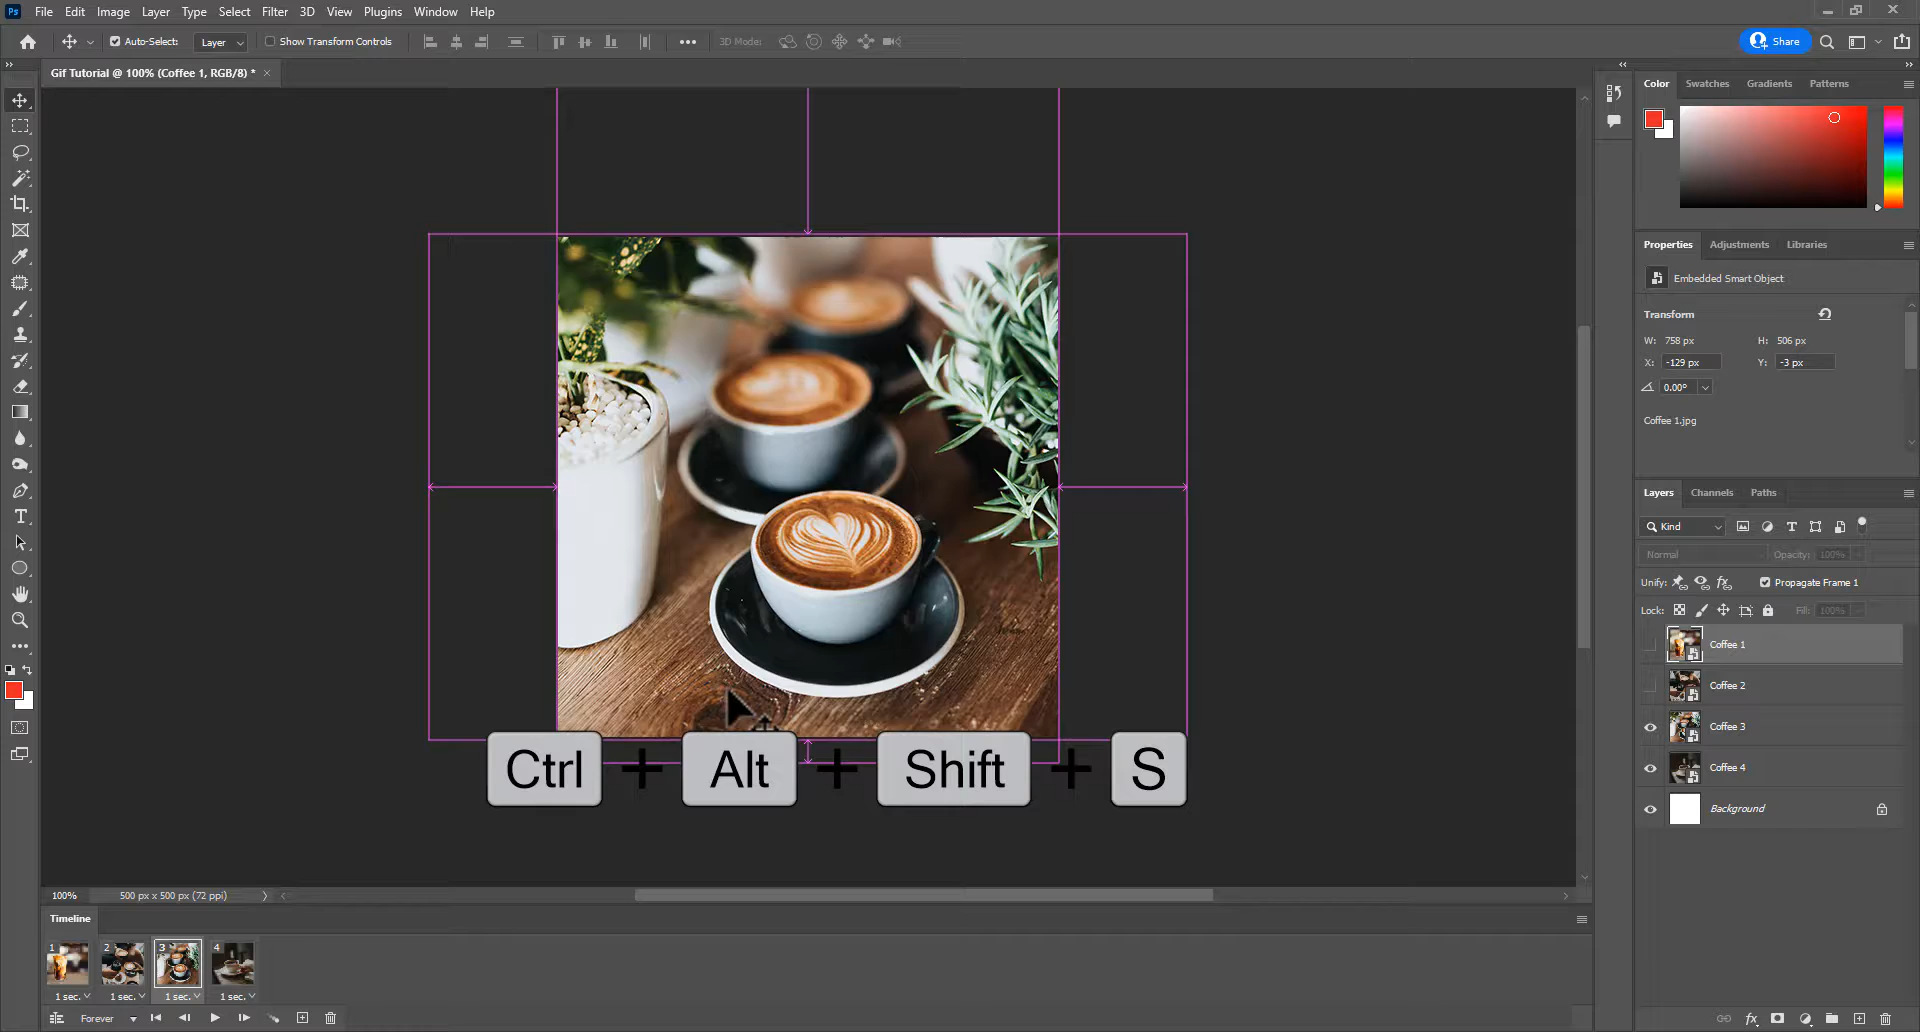 Ps File Edit Image Layer Type Select Filter 3D View Plugins Window Help
Auto-Select: Layer Show Transform Controls 3D Mode: Share
Gif Tutorial @ 100% (Coffee 1, RGB/8) * ×
Color Swatches Gradients Patterns
Properties Adjustments Libraries
Embedded Smart Object
Transform
W: 758 px H: 506 px
X: -129 px Y: -3 px
0.00°
Coffee 1.jpg
Layers Channels Paths
Kind
Normal Opacity: 100%
Unify: Propagate Frame 1
Lock: Fill: 100%
Coffee 1
Coffee 2
Coffee 3
Coffee 4
Background
Ctrl + Alt + Shift + S
100% 500 px x 500 px (72 ppi)
Timeline
1 2 3 4
1 sec. 1 sec. 1 sec. 1 sec.
Forever